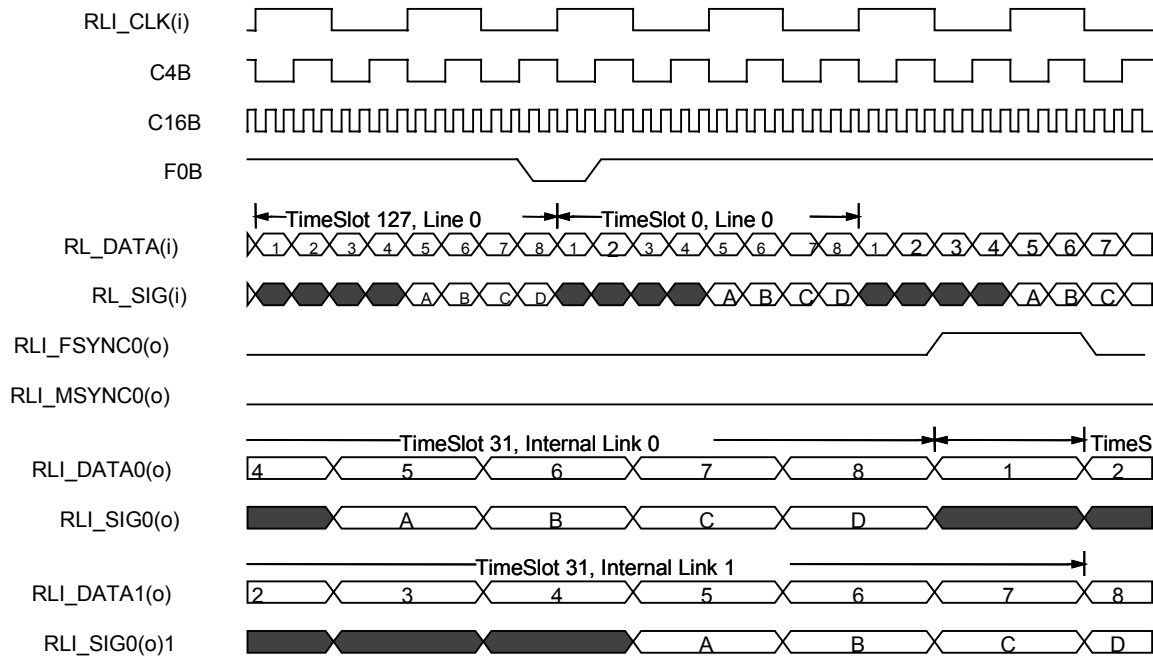 RLI_CLK(i)
C4B
C16B
F0B
TimeSlot 127, Line 0 TimeSlot 0, Line 0
RL_DATA(i) 1 2 3 4 5 6 7 8 1 2 3 4 5 6 7 8 1 2 3 4 5 6 7
RL_SIG(i) A B C D A B C D A B C
RLI_FSYNC0(o)
RLI_MSYNC0(o)
TimeSlot 31, Internal Link 0 TimeS
RLI_DATA0(o) 4 5 6 7 8 1 2
RLI_SIG0(o) A B C D
TimeSlot 31, Internal Link 1
RLI_DATA1(o) 2 3 4 5 6 7 8
RLI_SIG0(o)1 A B C D